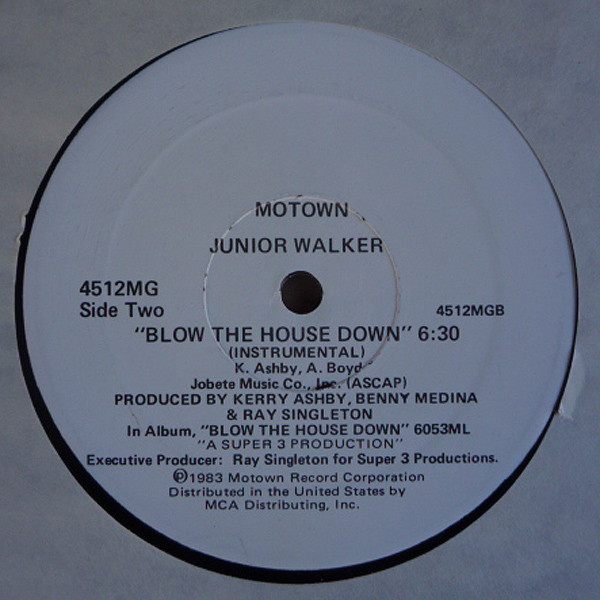 MOTOWN
JUNIOR WALKER
4512MG
Side Two
4512MGB
"BLOW THE HOUSE DOWN" 6:30
(INSTRUMENTAL)
K. Ashby, A. Boyd
Jobete Music Co., Inc. (ASCAP)
PRODUCED BY KERRY ASHBY, BENNY MEDINA
& RAY SINGLETON
In Album, "BLOW THE HOUSE DOWN" 6053ML
"A SUPER 3 PRODUCTION"
Executive Producer: Ray Singleton for Super 3 Productions.
℗1983 Motown Record Corporation
Distributed in the United States by
MCA Distributing, Inc.